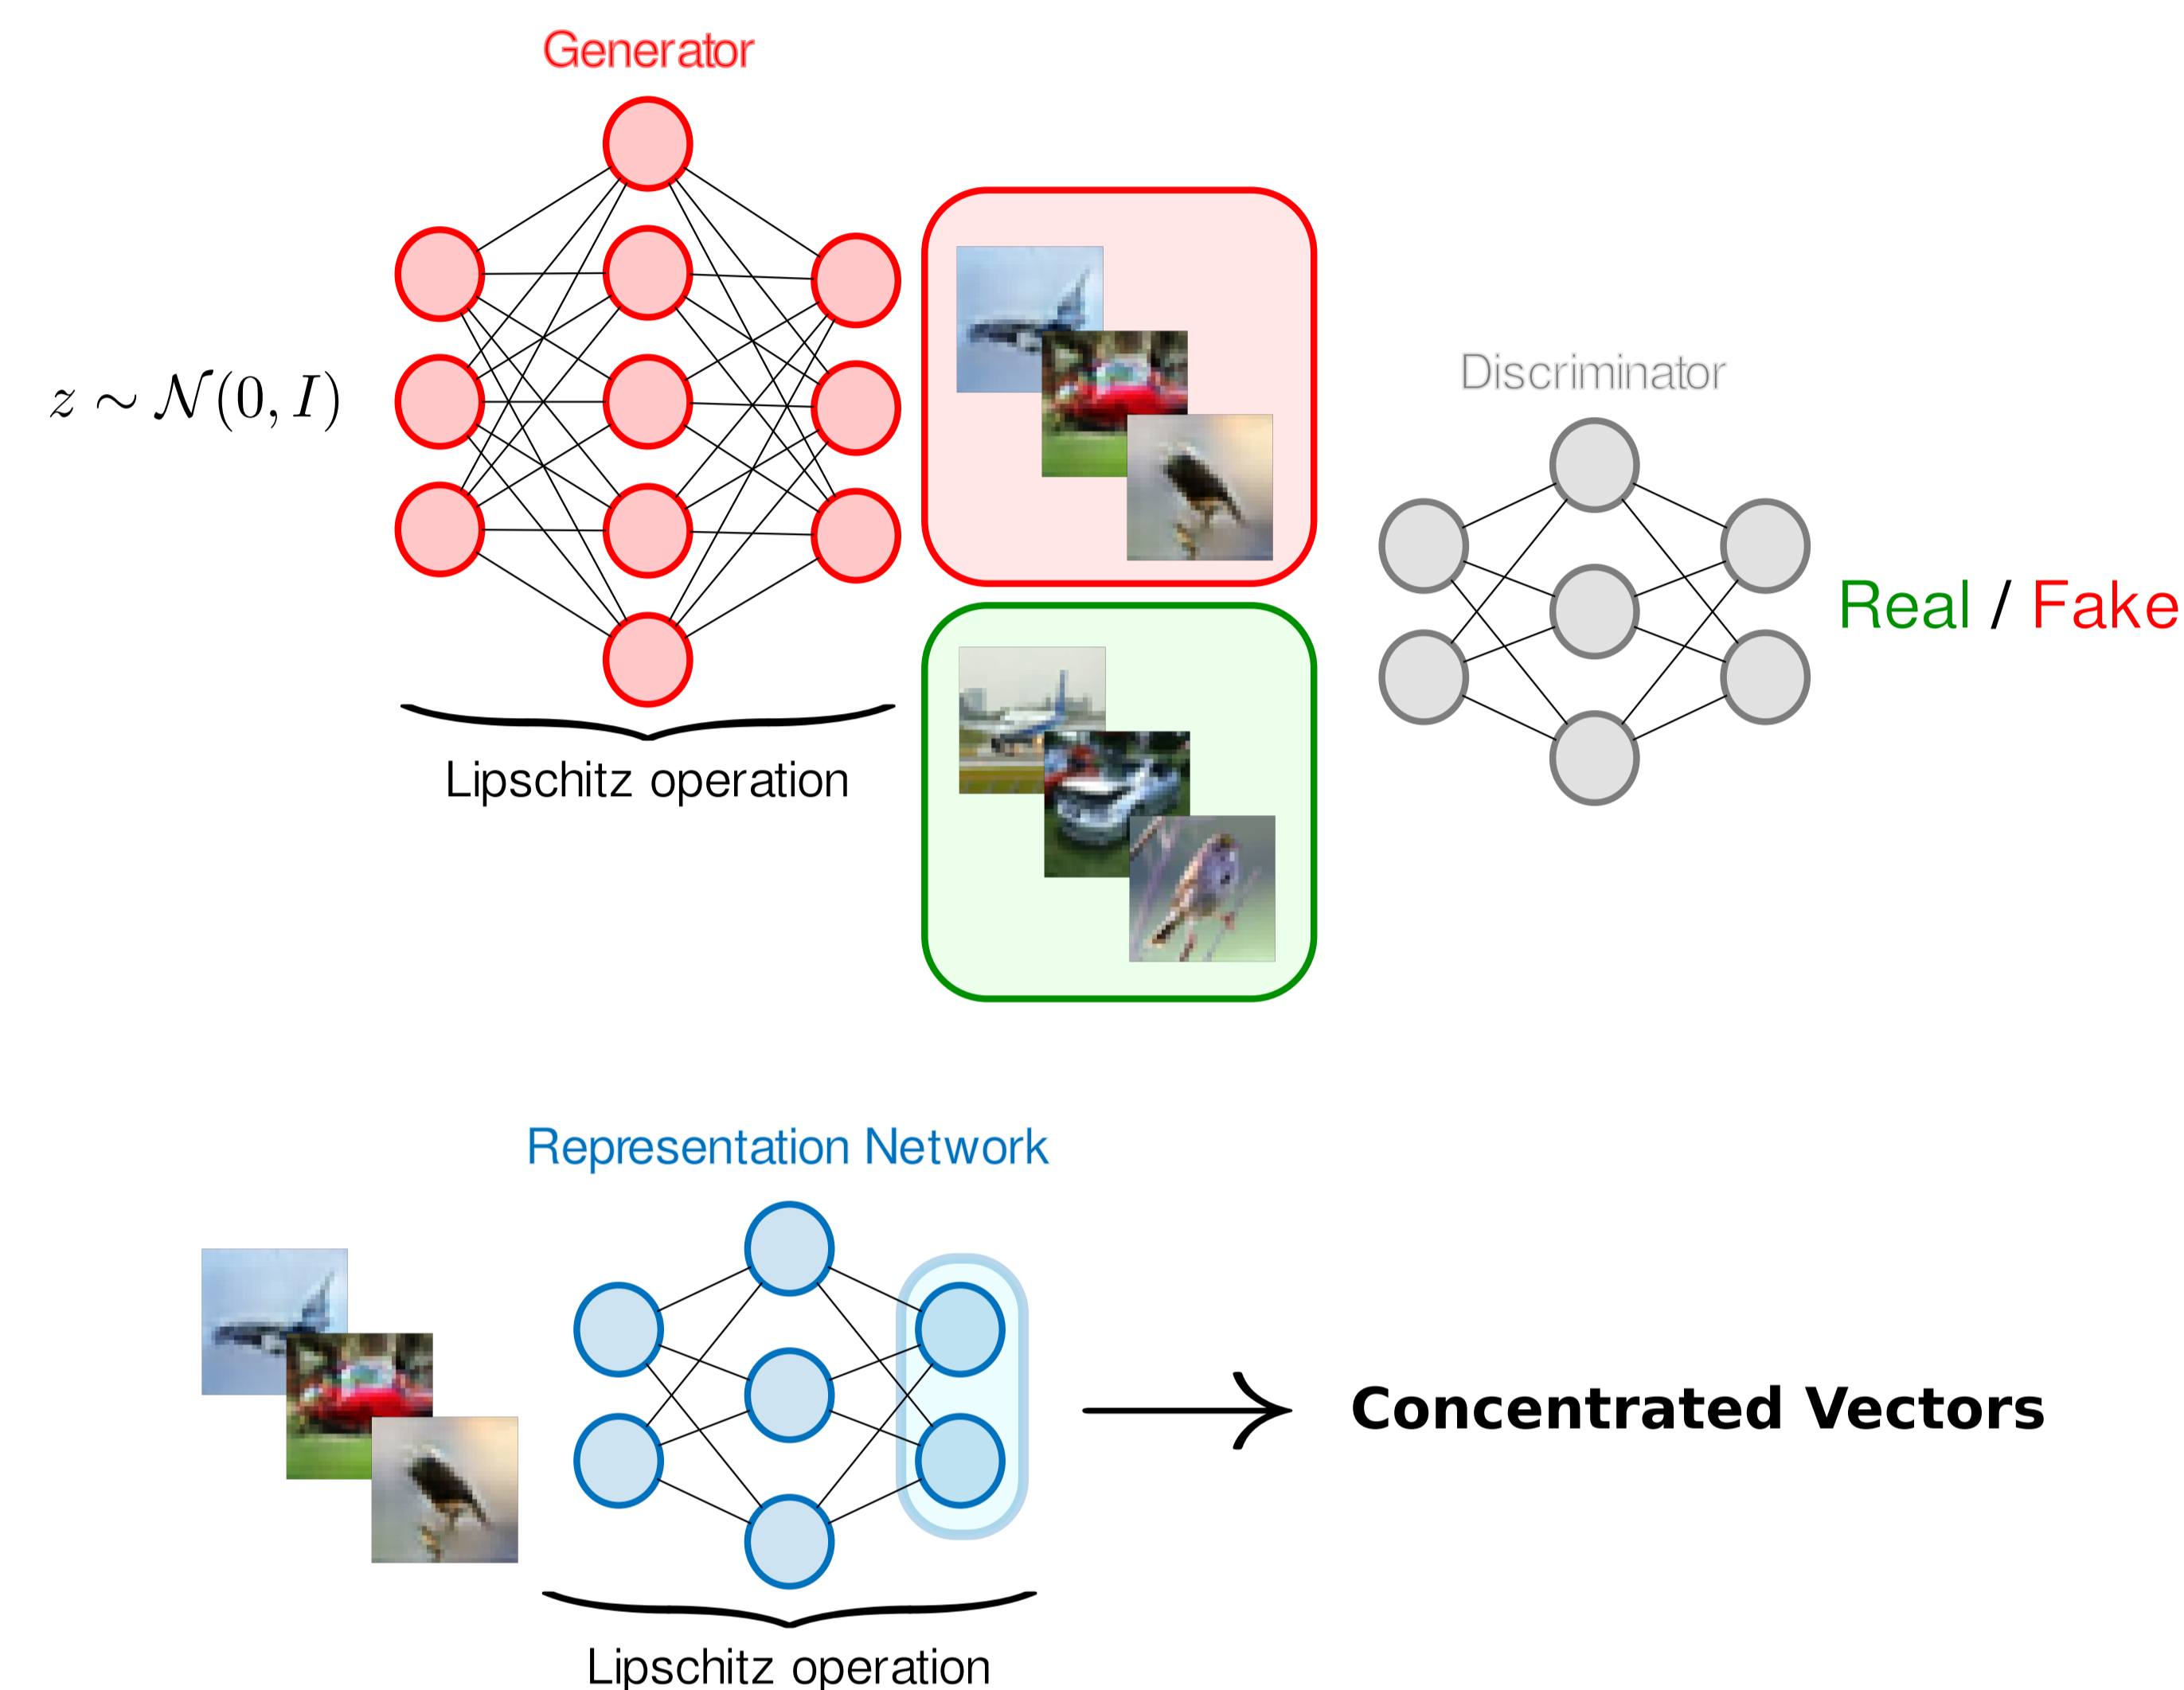 Generator
z ∼ 𝒩(0, I)
Discriminator
Real / Fake
Lipschitz operation
Representation Network
Concentrated Vectors
Lipschitz operation